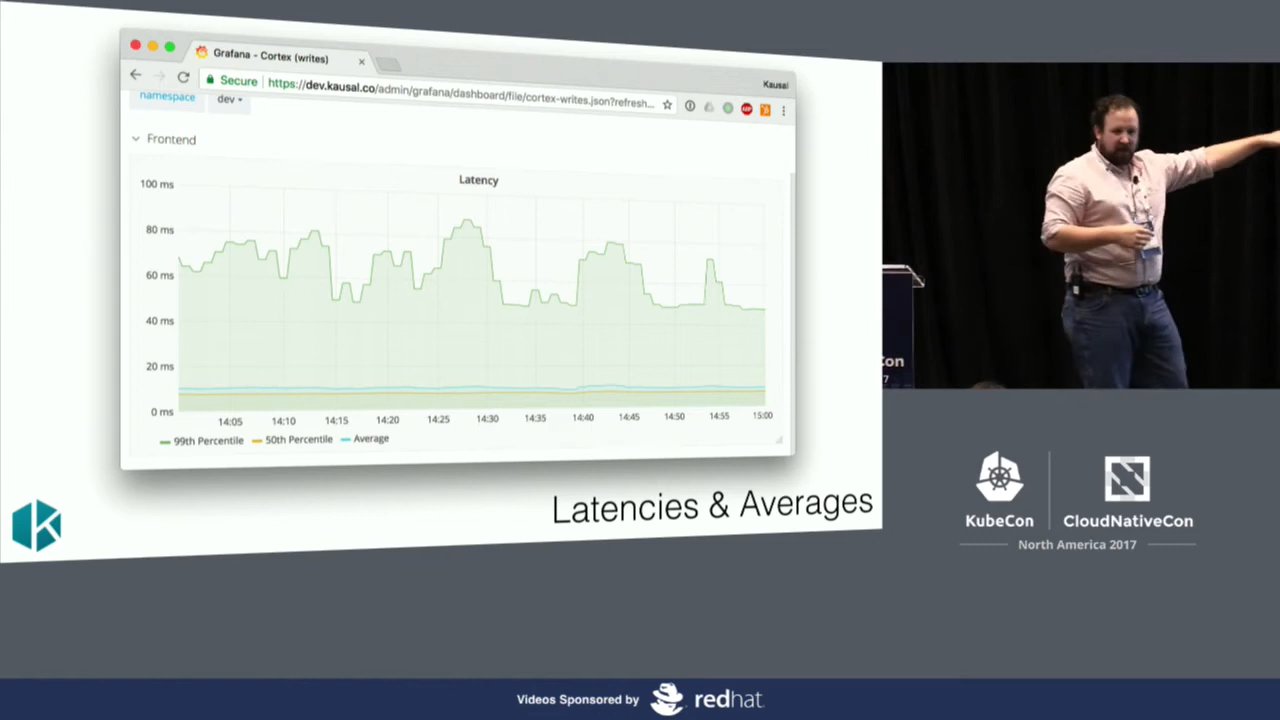 Grafana - Cortex (writes)
Kausal
Secure | https://dev.kausal.co/admin/grafana/dashboard/file/cortex-writes.json?refresh...
ABP
namespace
dev
Frontend
Latency
100 ms
80 ms
60 ms
40 ms
20 ms
0 ms
14:05 14:10 14:15 14:20 14:25 14:30 14:35 14:40 14:45 14:50 14:55 15:00
99th Percentile 50th Percentile Average
Latencies & Averages
K
Con
7
KubeCon
CloudNativeCon
North America 2017
Videos Sponsored by
redhat